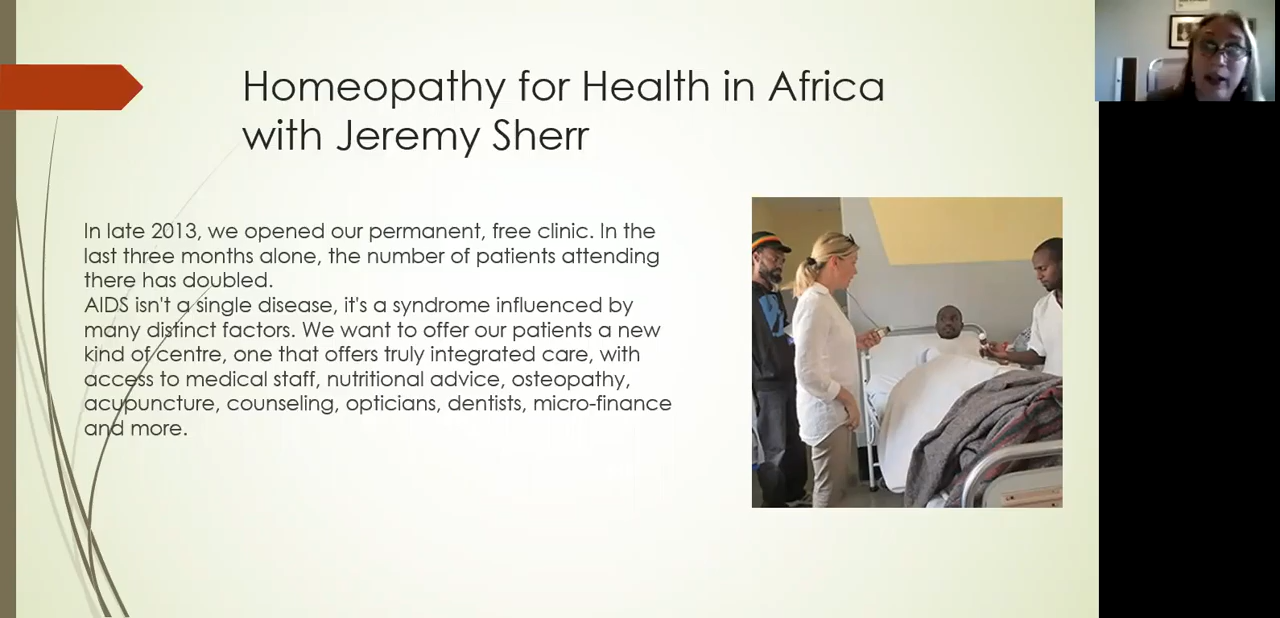 Homeopathy for Health in Africa
with Jeremy Sherr
In late 2013, we opened our permanent, free clinic. In the
last three months alone, the number of patients attending
there has doubled.
AIDS isn't a single disease, it's a syndrome influenced by
many distinct factors. We want to offer our patients a new
kind of centre, one that offers truly integrated care, with
access to medical staff, nutritional advice, osteopathy,
acupuncture, counseling, opticians, dentists, micro-finance
and more.